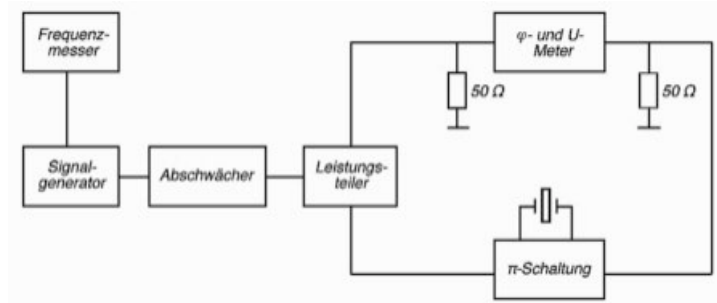 Frequenz-
messer
φ- und U-
Meter
50 Ω
50 Ω
Signal-
generator
Abschwächer
Leistungs-
teiler
π-Schaltung